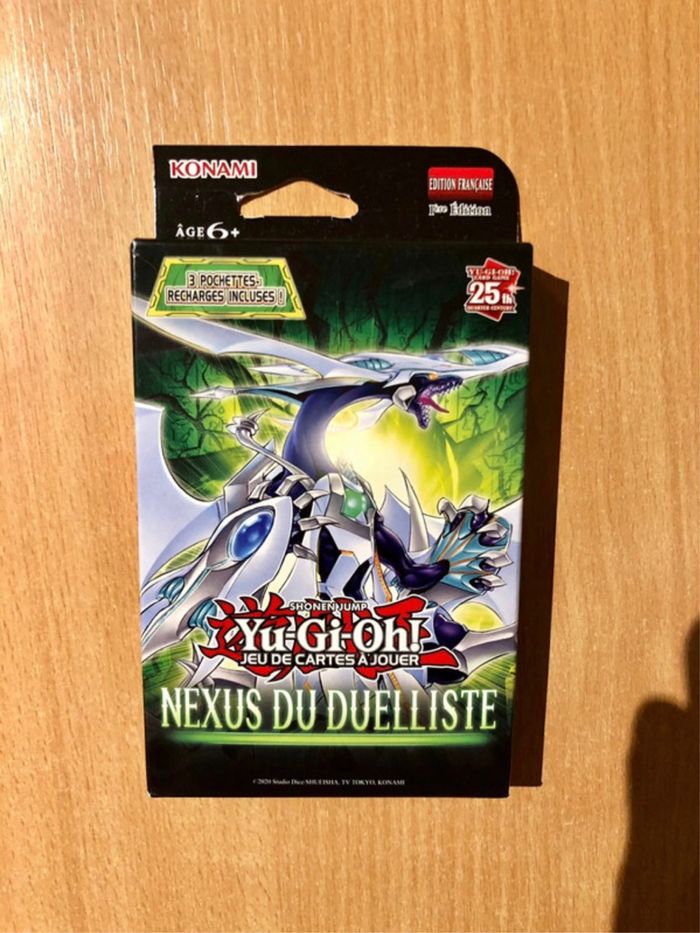 KONAMI
ÉDITION FRANÇAISE
1ère Édition
ÂGE 6+
3 POCHETTES-
RECHARGES INCLUSES !
YU-GI-OH!
CARD GAME
25th
QUARTER CENTURY
SHONEN JUMP
Yu-Gi-Oh!
JEU DE CARTES À JOUER
NEXUS DU DUELLISTE
©2020 Studio Dice/SHUEISHA, TV TOKYO, KONAMI